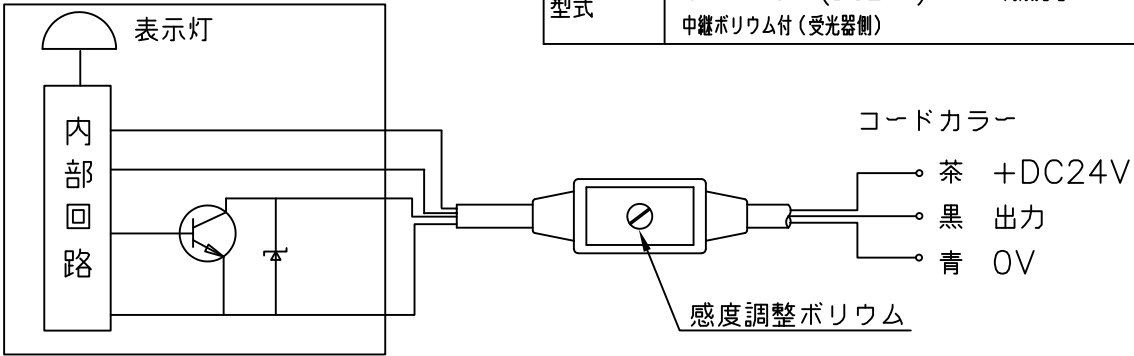 表示灯
型式
中継ボリウム付(受光器側)
内部回路
コードカラー
茶 +DC24V
黒 出力
青 0V
感度調整ボリウム